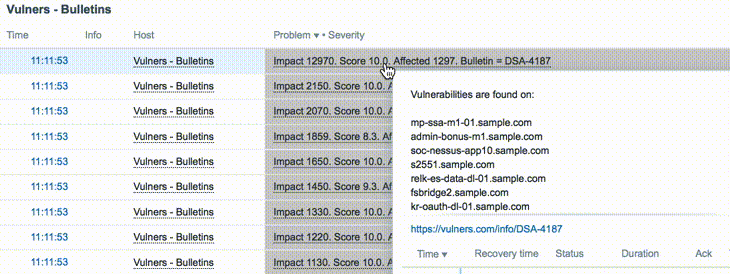 Vulners - Bulletins
Time Info Host Problem ▼ • Severity
11:11:53 Vulners - Bulletins Impact 12970. Score 10.0. Affected 1297. Bulletin = DSA-4187
11:11:53 Vulners - Bulletins Impact 2150. Score 10.0. A
11:11:53 Vulners - Bulletins Impact 2070. Score 10.0. A
11:11:53 Vulners - Bulletins Impact 1859. Score 8.3. Af
11:11:53 Vulners - Bulletins Impact 1650. Score 10.0. A
11:11:53 Vulners - Bulletins Impact 1450. Score 9.3. Af
11:11:53 Vulners - Bulletins Impact 1330. Score 10.0. A
11:11:53 Vulners - Bulletins Impact 1220. Score 10.0. A
11:11:53 Vulners - Bulletins Impact 1130. Score 10.0. A
Vulnerabilities are found on:
mp-ssa-m1-01.sample.com
admin-bonus-m1.sample.com
soc-nessus-app10.sample.com
s2551.sample.com
relk-es-data-dl-01.sample.com
fsbridge2.sample.com
kr-oauth-dl-01.sample.com
https://vulners.com/info/DSA-4187
Time ▼ Recovery time Status Duration Ack